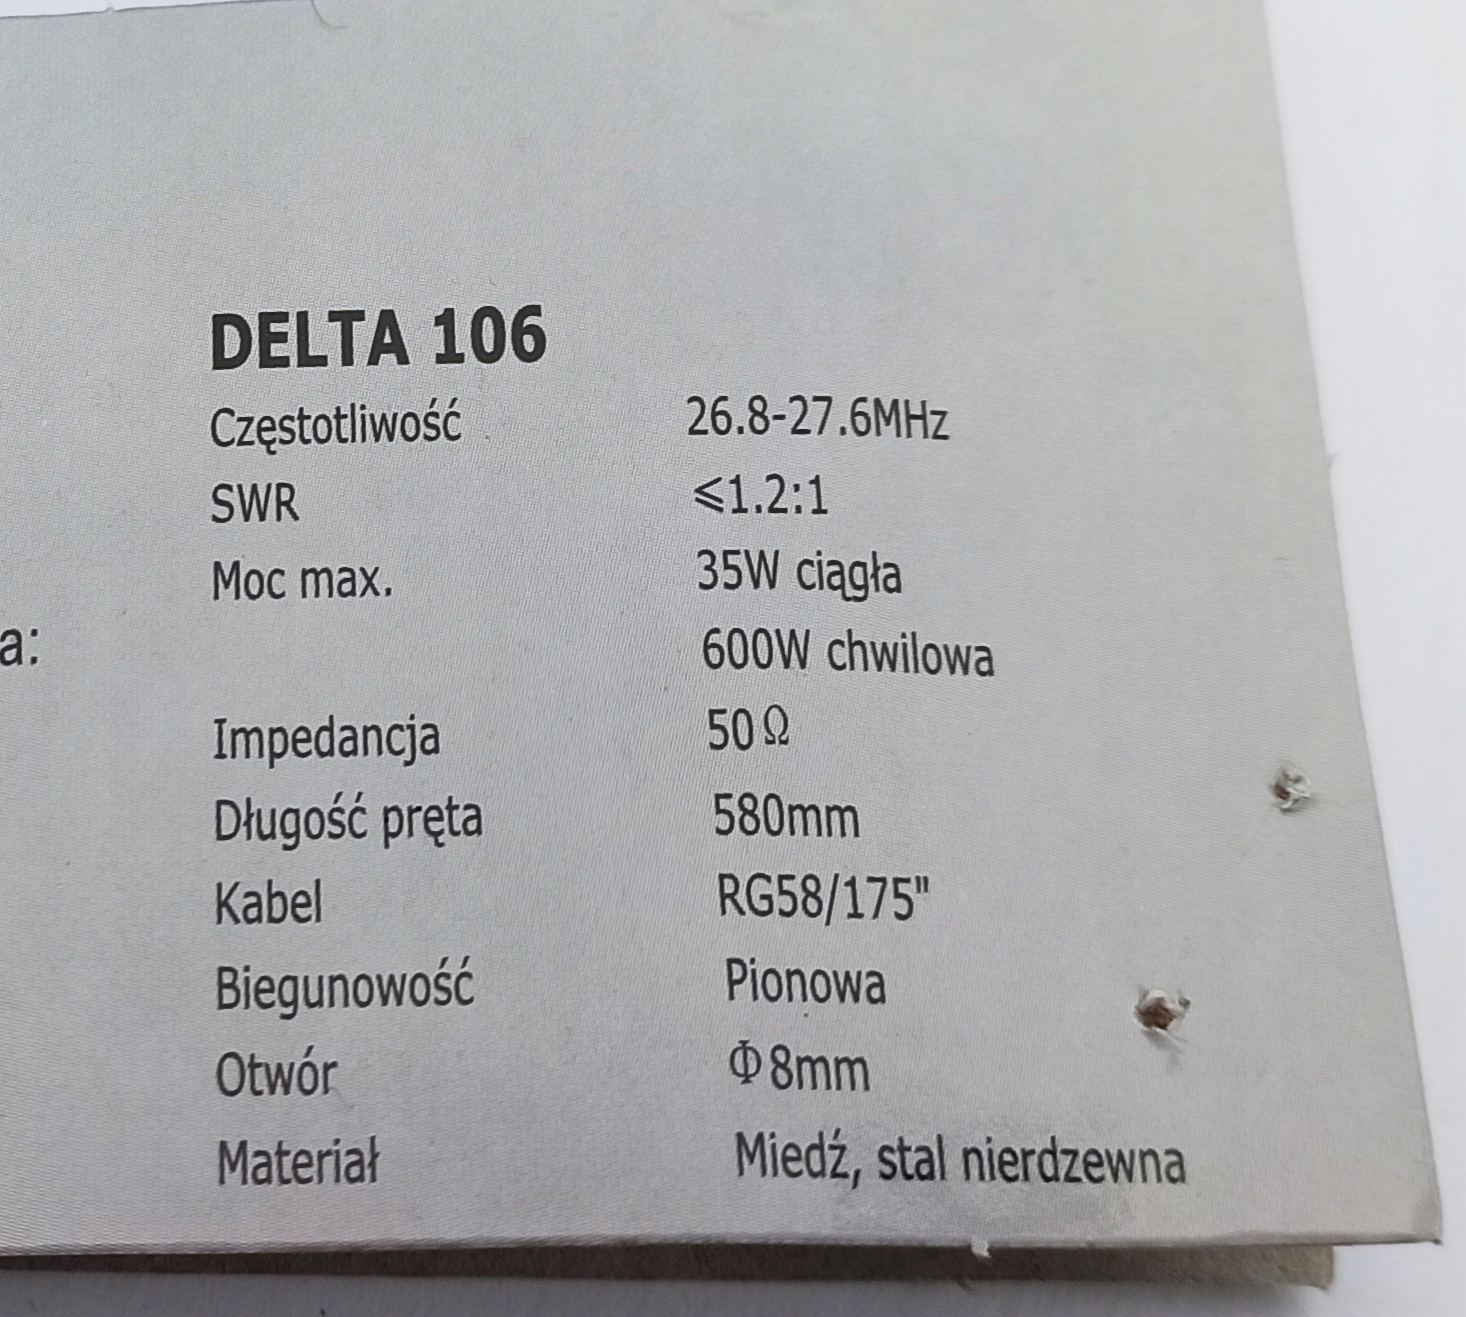 DELTA 106
Częstotliwość 26.8-27.6MHz
SWR ⩽1.2:1
Moc max. 35W ciągła
600W chwilowa
a:
Impedancja 50Ω
Długość pręta 580mm
Kabel RG58/175"
Biegunowość Pionowa
Otwór Φ8mm
Materiał Miedź, stal nierdzewna